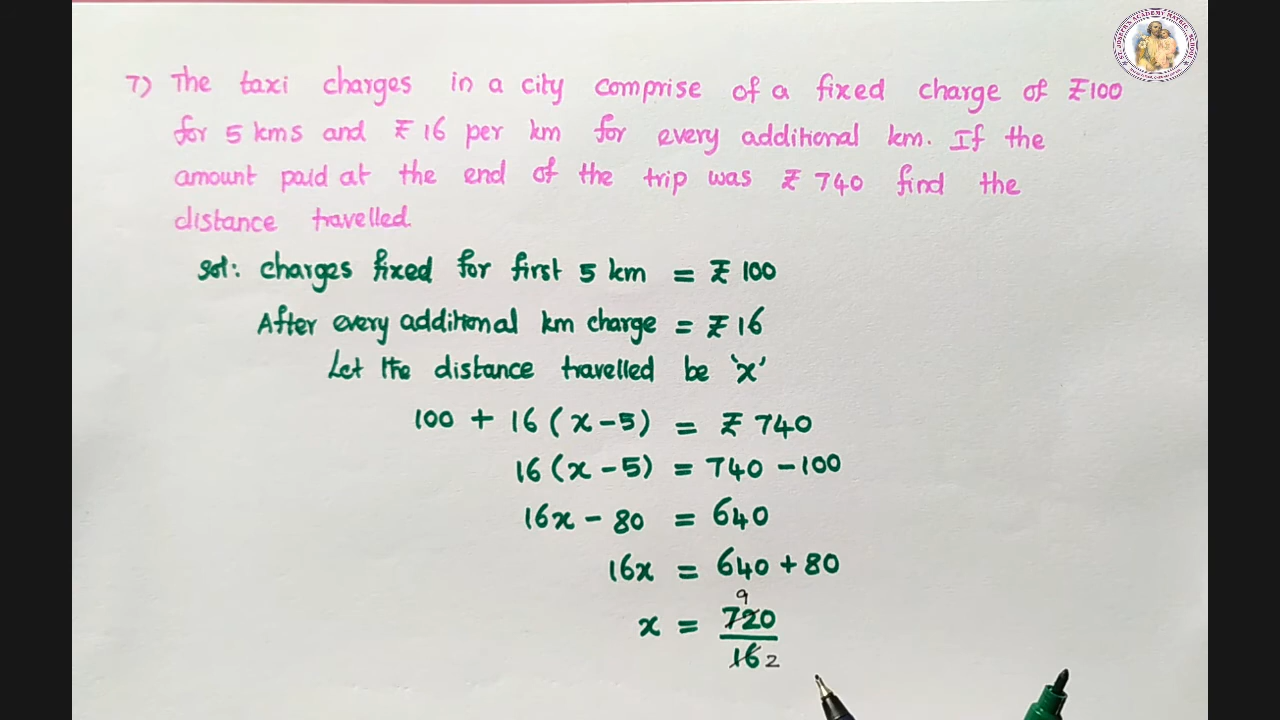 7) The taxi charges in a city comprise of a fixed charge of ₹100
for 5 kms and ₹ 16 per km for every additional km. If the
amount paid at the end of the trip was ₹ 740 find the
distance travelled.
Sol: charges fixed for first 5 km = ₹ 100
After every additional km charge = ₹ 16
Let the distance travelled be 'x'
100 + 16 (x - 5) = ₹ 740
16 (x - 5) = 740 - 100
16x - 80 = 640
16x = 640 + 80
9
x = 720
16 2